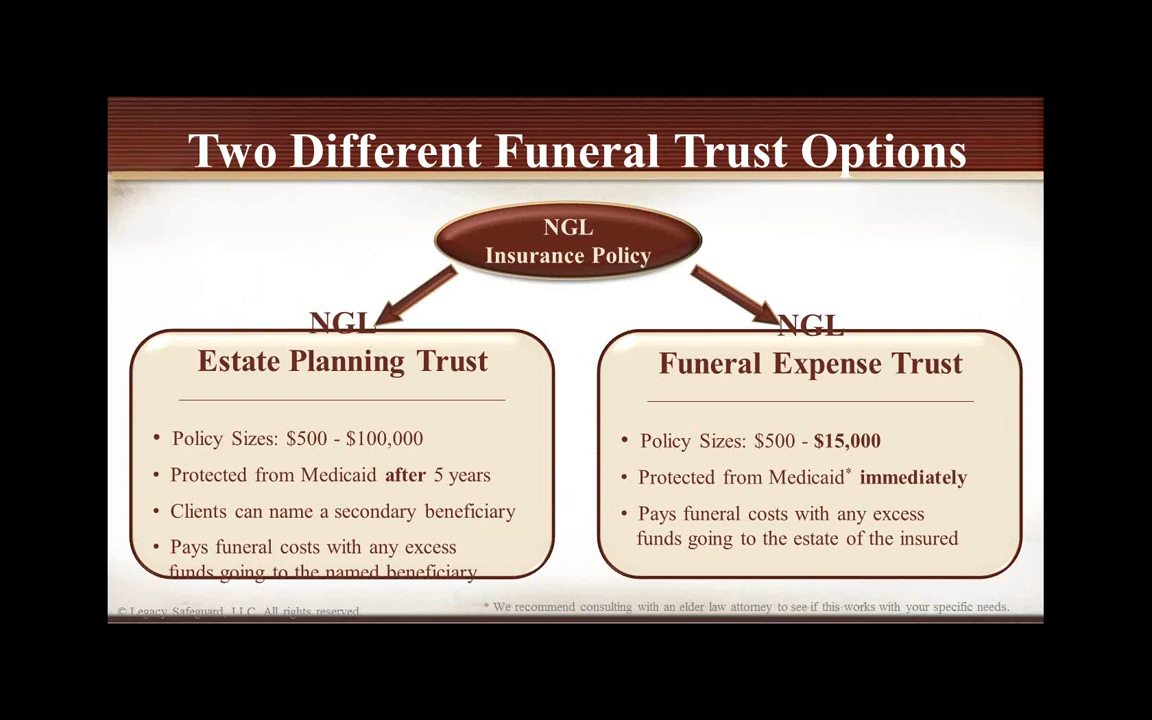 Two Different Funeral Trust Options
NGL
Insurance Policy
NGL
Estate Planning Trust
• Policy Sizes: $500 - $100,000
• Protected from Medicaid after 5 years
• Clients can name a secondary beneficiary
• Pays funeral costs with any excess
funds going to the named beneficiary
NGL
Funeral Expense Trust
• Policy Sizes: $500 - $15,000
• Protected from Medicaid* immediately
• Pays funeral costs with any excess
funds going to the estate of the insured
© Legacy Safeguard, LLC. All rights reserved.
* We recommend consulting with an elder law attorney to see if this works with your specific needs.